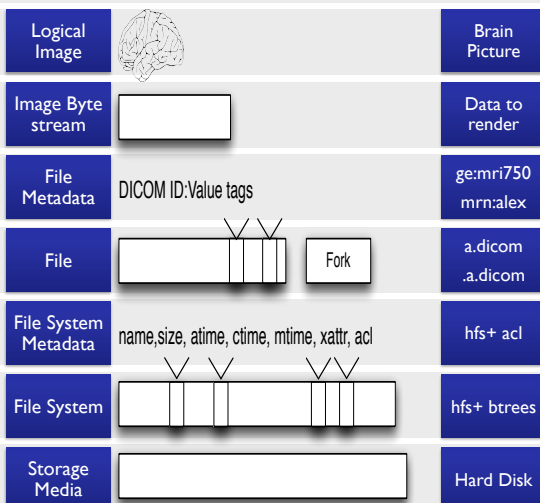 Logical
Image
Brain
Picture
Image Byte
stream
Data to
render
File
Metadata
DICOM ID:Value tags
ge:mri750
mrn:alex
File
Fork
a.dicom
.a.dicom
File System
Metadata
name,size, atime, ctime, mtime, xattr, acl
hfs+ acl
File System
hfs+ btrees
Storage
Media
Hard Disk